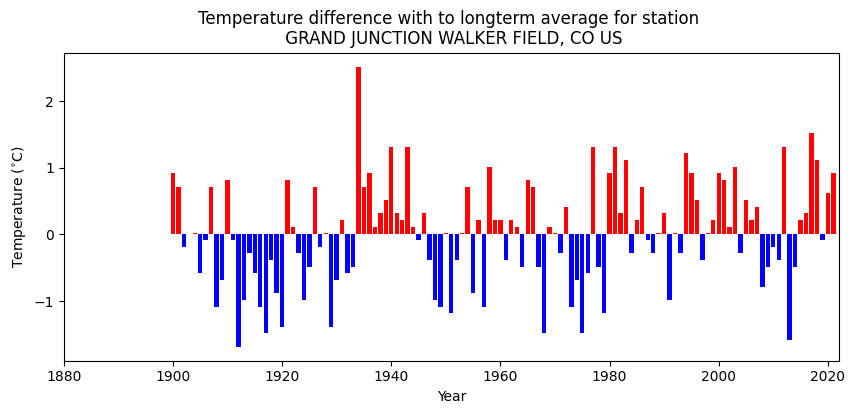 Temperature difference with to longterm average for station
GRAND JUNCTION WALKER FIELD, CO US
2
1
0
−1
Temperature (°C)
1880 1900 1920 1940 1960 1980 2000 2020
Year